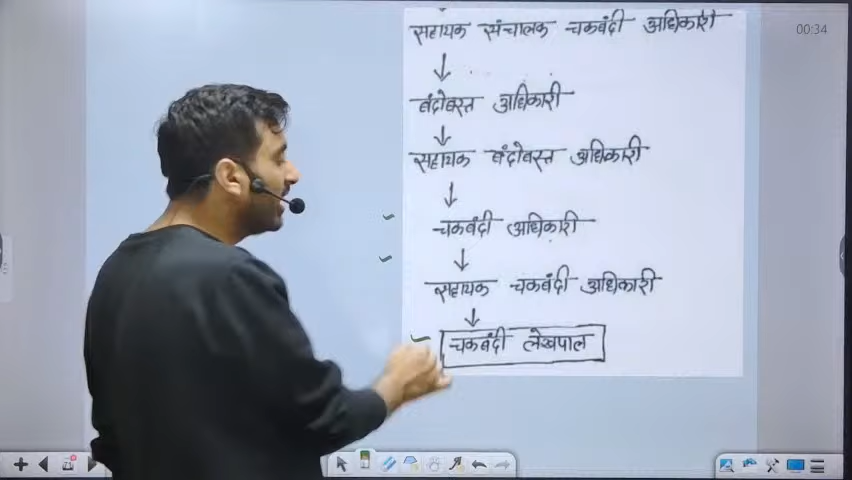 सहायक संचालक चकबंदी अधिकारी
00:34
बंदोबस्त अधिकारी
सहायक बंदोबस्त अधिकारी
चकबंदी अधिकारी
सहायक चकबंदी अधिकारी
चकबंदी लेखपाल